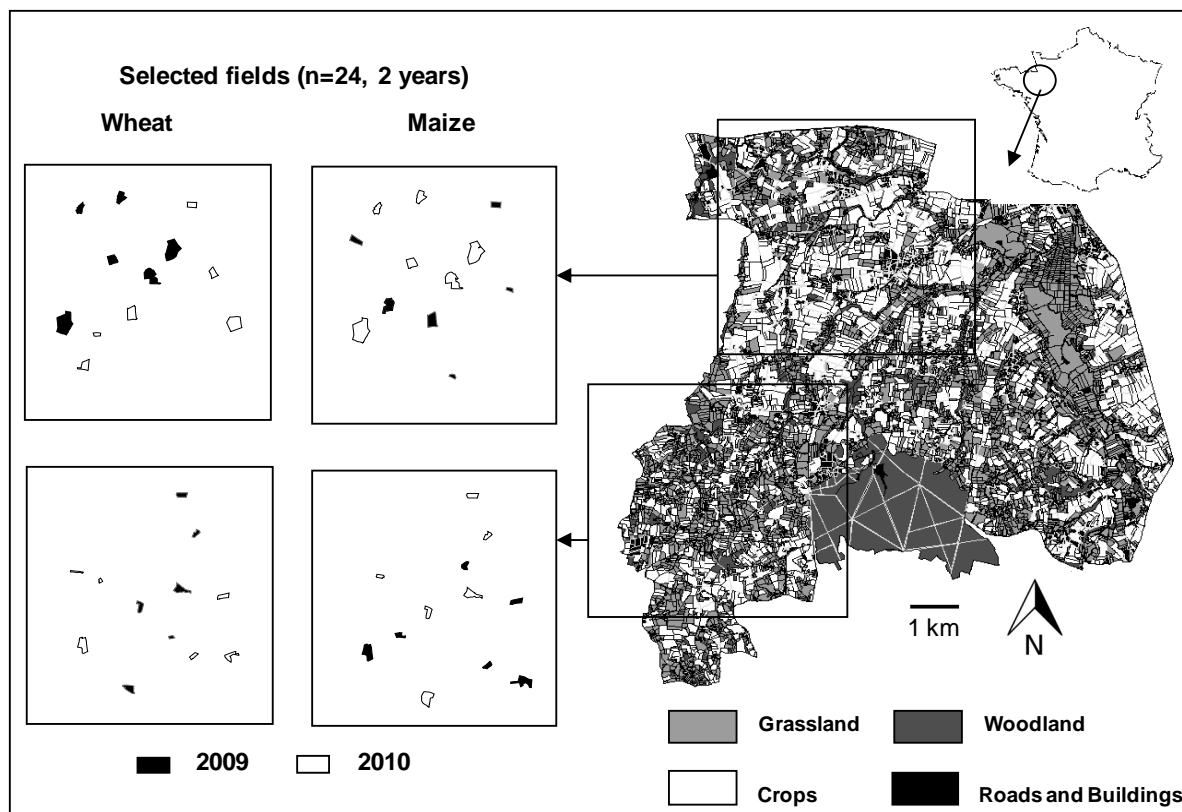 Selected fields (n=24, 2 years)
Wheat
Maize
2009
2010
1 km
N
Grassland
Woodland
Crops
Roads and Buildings